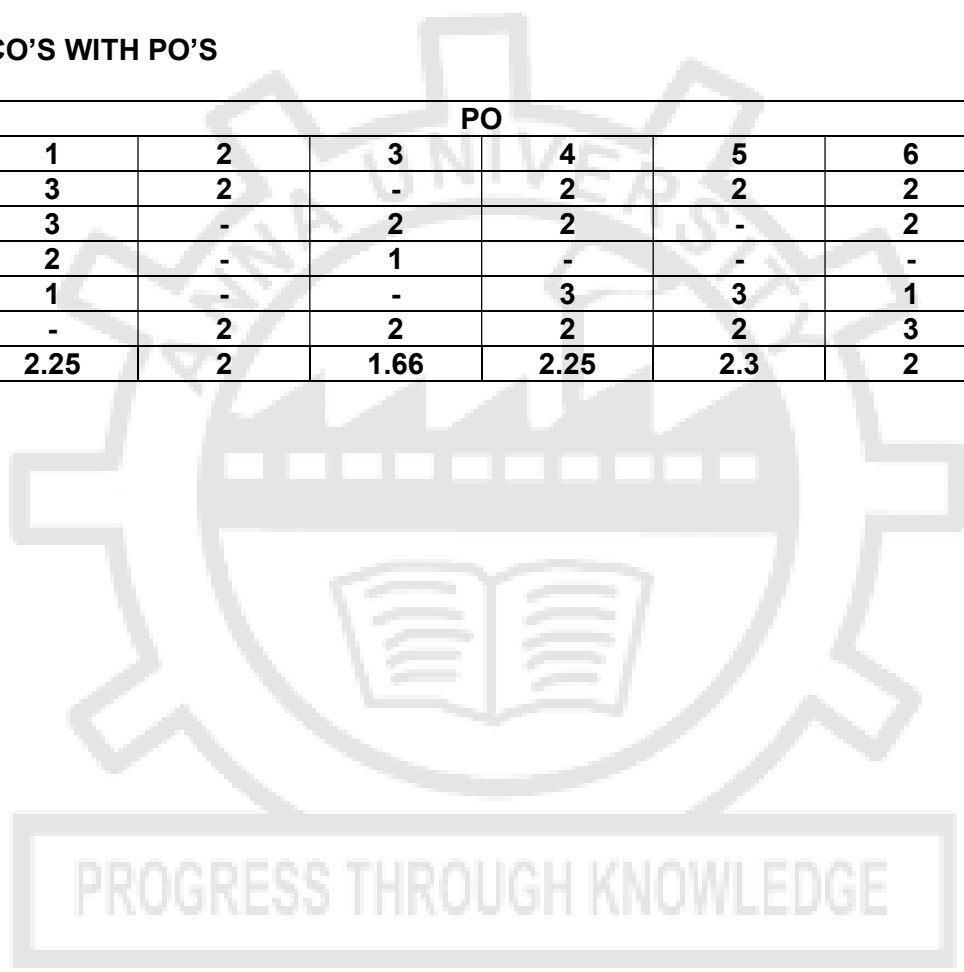 CO'S WITH PO'S
PO
1 2 3 4 5 6
3 2 - 2 2 2
3 - 2 2 - 2
2 - 1 - - -
1 - - 3 3 1
- 2 2 2 2 3
2.25 2 1.66 2.25 2.3 2
ANNA UNIVERSITY
PROGRESS THROUGH KNOWLEDGE